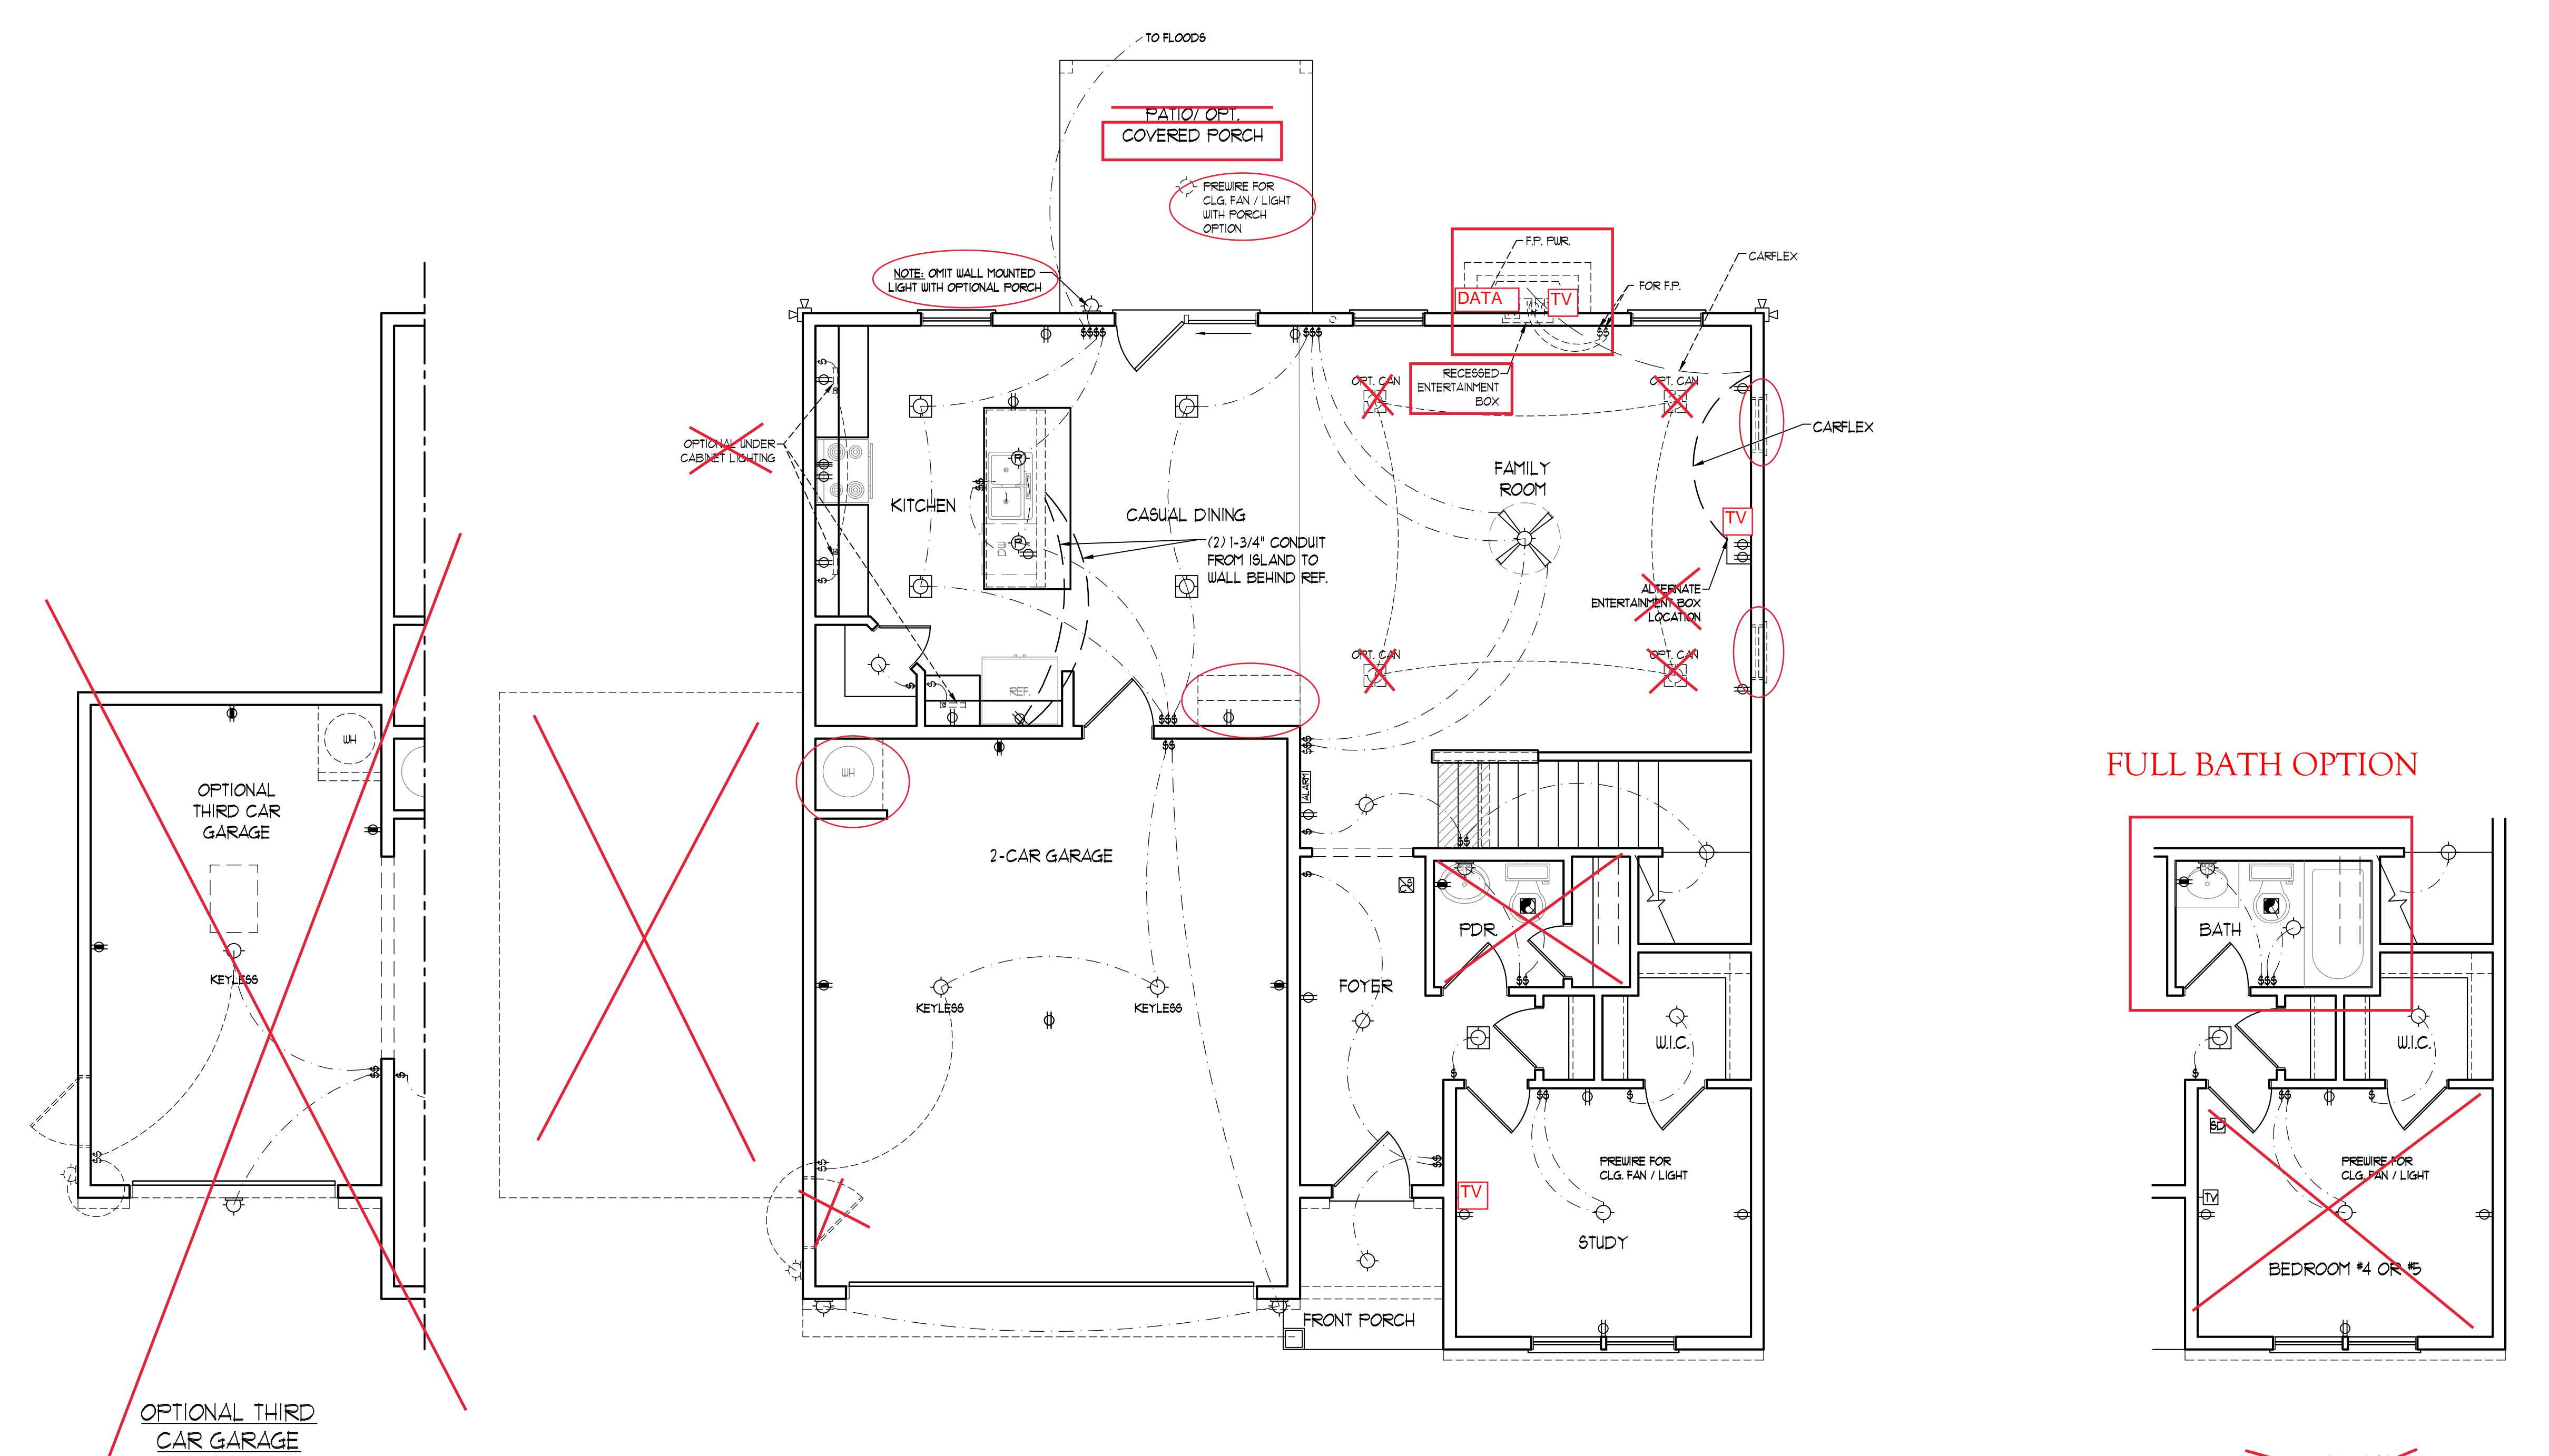 TO FLOODS
PATIO/ OPT.
COVERED PORCH
PREWIRE FOR
CLG. FAN / LIGHT
WITH PORCH
OPTION
NOTE: OMIT WALL MOUNTED
LIGHT WITH OPTIONAL PORCH
F.P. PWR.
CARFLEX
FOR F.P.
DATA
TV
$$$$
$$$
$$
RECESSED
ENTERTAINMENT
BOX
OPT. CAN
OPT. CAN
OPTIONAL UNDER
CABINET LIGHTING
$
$
$$
R
P
DW
KITCHEN
CASUAL DINING
(2) 1-3/4" CONDUIT
FROM ISLAND TO
WALL BEHIND REF.
FAMILY
ROOM
CARFLEX
TV
ALTERNATE
ENTERTAINMENT BOX
LOCATION
OPT. CAN
OPT. CAN
REF.
$
$
$$$
$$
$$
$$$
WH
WH
OPTIONAL
THIRD CAR
GARAGE
KEYLESS
$$
$
$$
2-CAR GARAGE
KEYLESS
KEYLESS
$$
ALARM
$
$
$$
PDR.
$$
FOYER
W.I.C.
$
$$
$
$$
PREWIRE FOR
CLG. FAN / LIGHT
TV
STUDY
FRONT PORCH
FULL BATH OPTION
BATH
$$$
W.I.C.
$
$$
$
SD
PREWIRE FOR
CLG. FAN / LIGHT
TV
BEDROOM #4 OR #5
OPTIONAL THIRD
CAR GARAGE